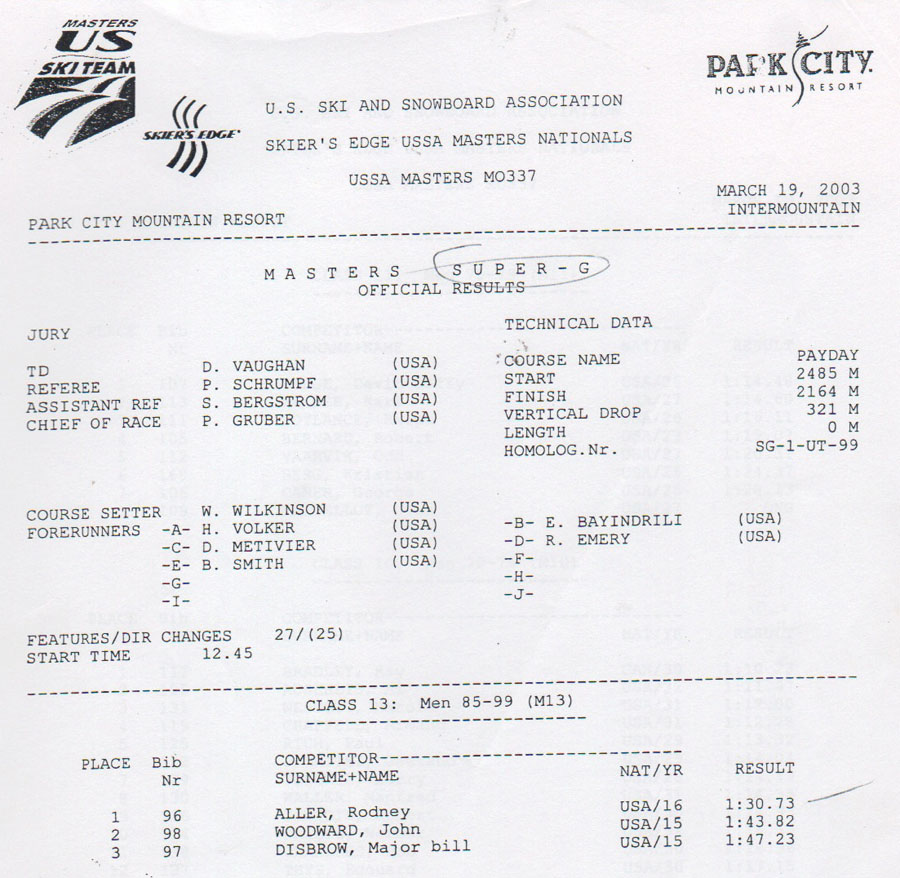 MASTERS
US
SKI TEAM
SKIER'S EDGE
PARK CITY.
MOUNTAIN RESORT
U.S. SKI AND SNOWBOARD ASSOCIATION
SKIER'S EDGE USSA MASTERS NATIONALS
USSA MASTERS MO337
MARCH 19, 2003
PARK CITY MOUNTAIN RESORT INTERMOUNTAIN
MASTERS SUPER-G
OFFICIAL RESULTS
JURY TECHNICAL DATA
TD D. VAUGHAN (USA) COURSE NAME PAYDAY
REFEREE P. SCHRUMPF (USA) START 2485 M
ASSISTANT REF S. BERGSTROM (USA) FINISH 2164 M
CHIEF OF RACE P. GRUBER (USA) VERTICAL DROP 321 M
LENGTH 0 M
HOMOLOG.Nr. SG-1-UT-99
COURSE SETTER W. WILKINSON (USA)
FORERUNNERS -A- H. VOLKER (USA) -B- E. BAYINDRILI (USA)
-C- D. METIVIER (USA) -D- R. EMERY (USA)
-E- B. SMITH (USA) -F-
-G- -H-
-I- -J-
FEATURES/DIR CHANGES 27/(25)
START TIME 12.45
CLASS 13: Men 85-99 (M13)
PLACE Bib COMPETITOR
Nr SURNAME+NAME NAT/YR RESULT
1 96 ALLER, Rodney USA/16 1:30.73
2 98 WOODWARD, John USA/15 1:43.82
3 97 DISBROW, Major bill USA/15 1:47.23